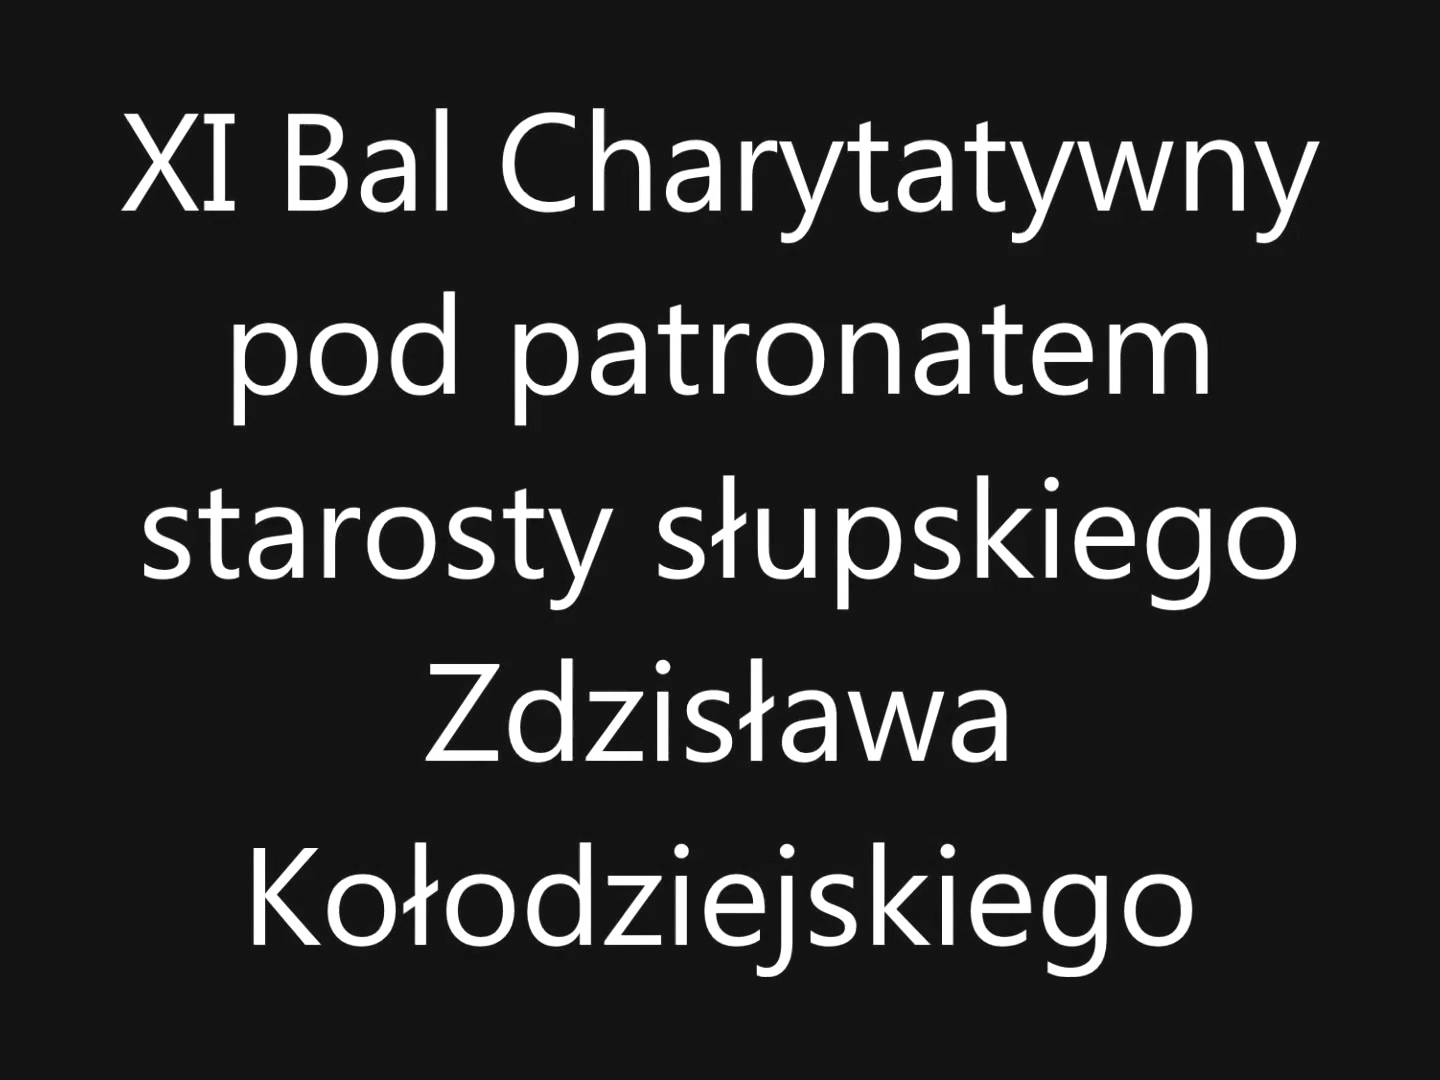 XI Bal Charytatywny
pod patronatem
starosty słupskiego
Zdzisława
Kołodziejskiego